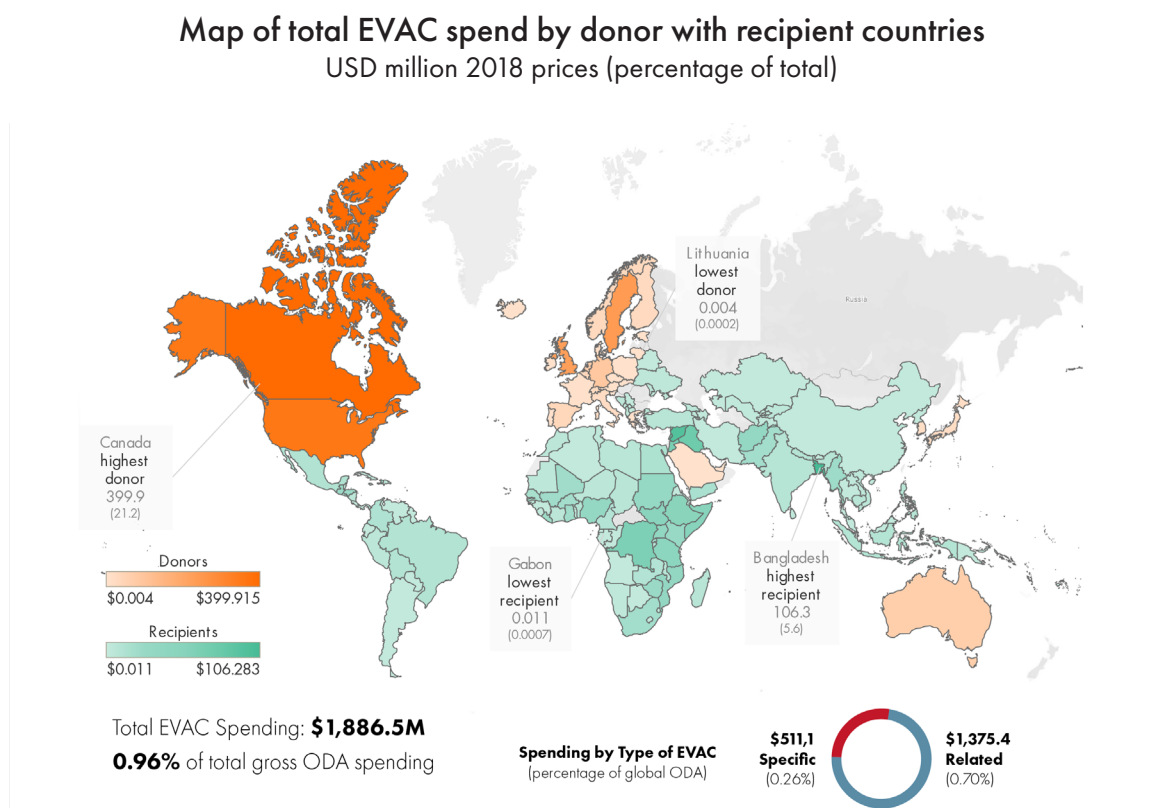 Map of total EVAC spend by donor with recipient countries
USD million 2018 prices (percentage of total)
Lithuania
lowest
donor
0.004
(0.0002)
Russia
Canada
highest
donor
399.9
(21.2)
Gabon
lowest
recipient
0.011
(0.0007)
Bangladesh
highest
recipient
106.3
(5.6)
Donors
$0.004 $399.915
Recipients
$0.011 $106.283
Total EVAC Spending: $1,886.5M
0.96% of total gross ODA spending
Spending by Type of EVAC
(percentage of global ODA)
$511,1
Specific
(0.26%)
$1,375.4
Related
(0.70%)